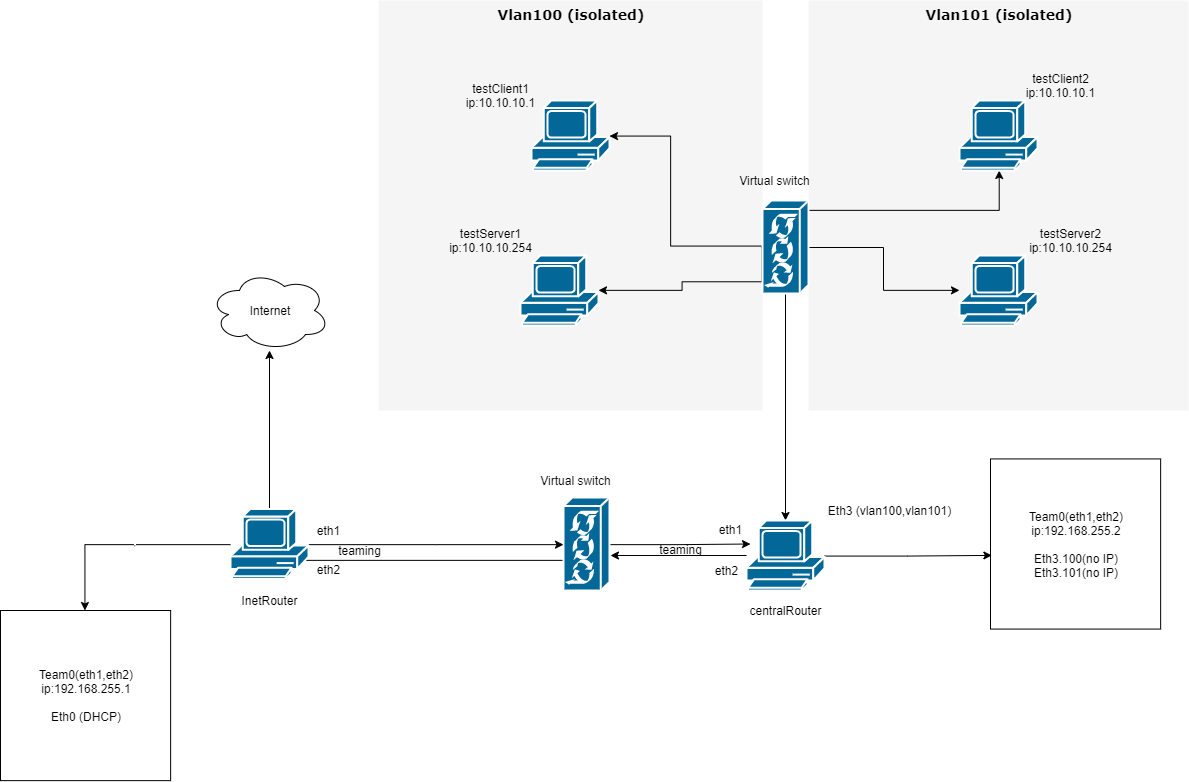 Vlan100 (isolated)
Vlan101 (isolated)
testClient1
ip:10.10.10.1
testClient2
ip:10.10.10.1
Virtual switch
testServer1
ip:10.10.10.254
testServer2
ip:10.10.10.254
Internet
Virtual switch
eth1
teaming
eth2
InetRouter
eth1
teaming
eth2
centralRouter
Eth3 (vlan100,vlan101)
Team0(eth1,eth2)
ip:192.168.255.2
Eth3.100(no IP)
Eth3.101(no IP)
Team0(eth1,eth2)
ip:192.168.255.1
Eth0 (DHCP)